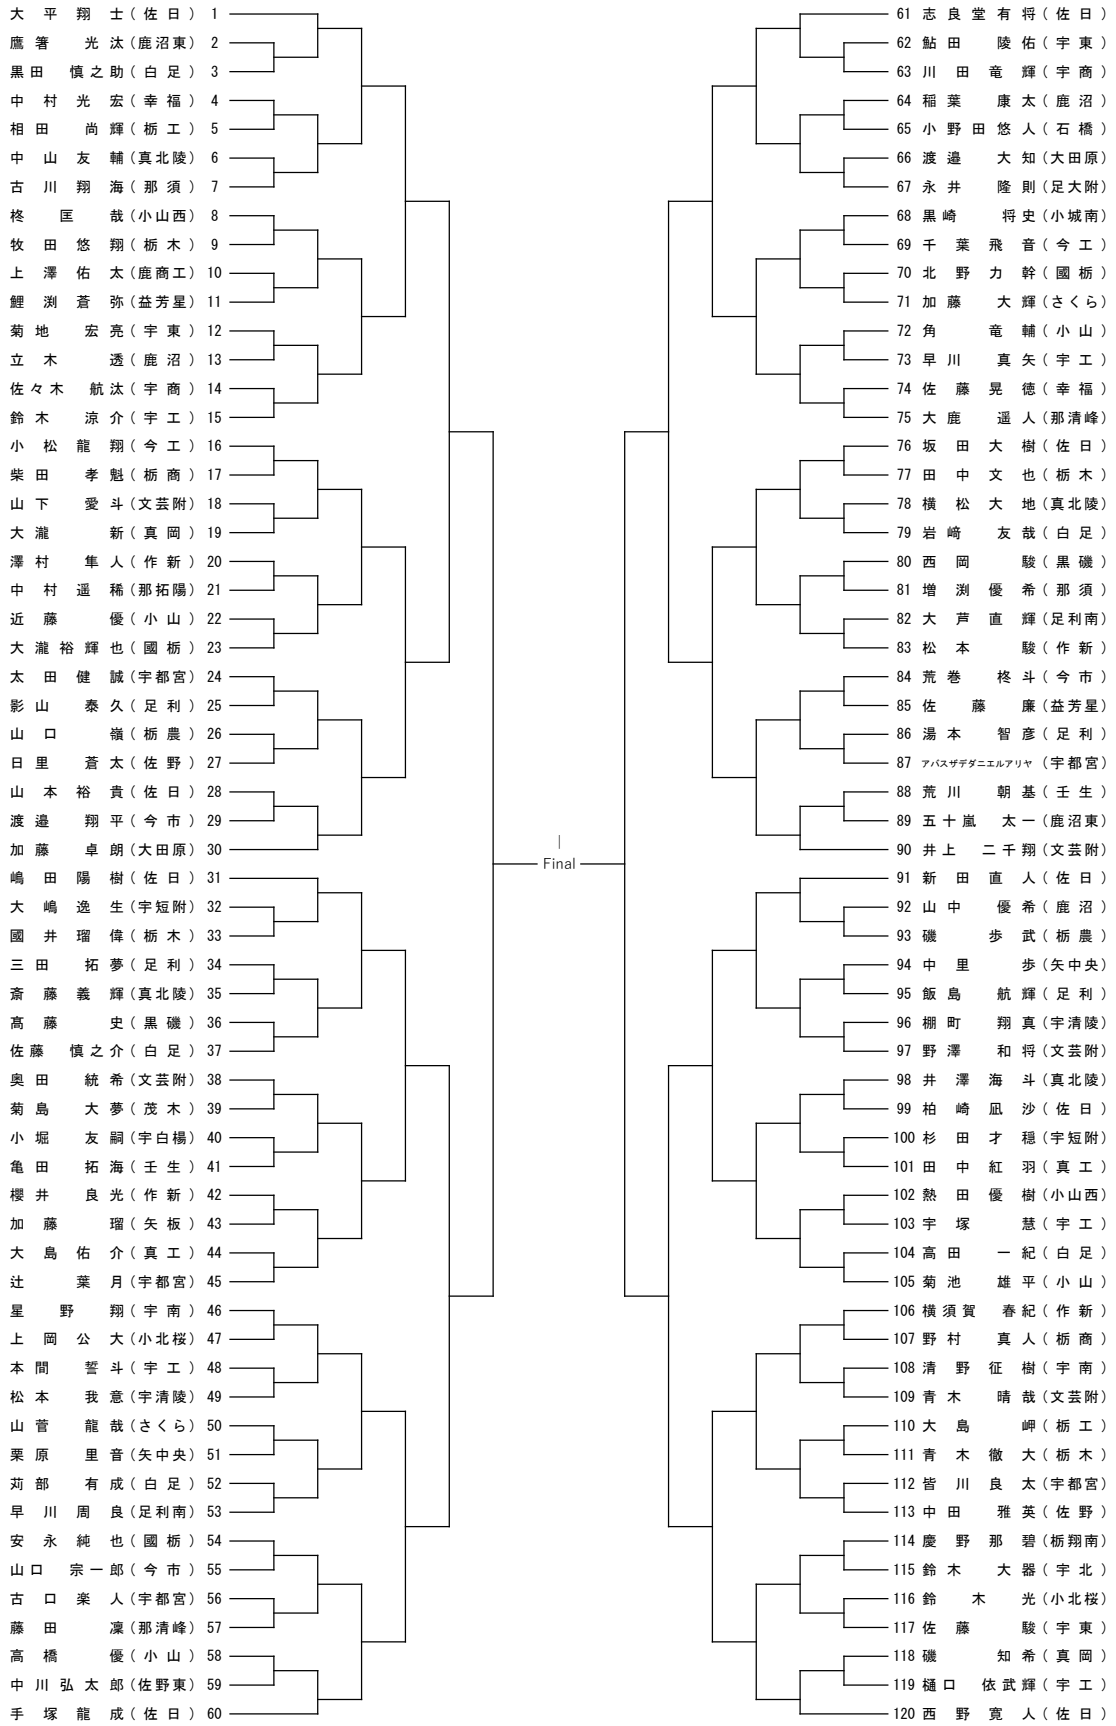 大平翔士(佐日) 1
鷹箸光汰(鹿沼東) 2
黒田慎之助(白足) 3
中村光宏(幸福) 4
相田尚輝(栃工) 5
中山友輔(真北陵) 6
古川翔海(那須) 7
柊匡哉(小山西) 8
牧田悠翔(栃木) 9
上澤佑太(鹿商工) 10
鯉渕蒼弥(益芳星) 11
菊地宏亮(宇東) 12
立木透(鹿沼) 13
佐々木航汰(宇商) 14
鈴木涼介(宇工) 15
小松龍翔(今工) 16
柴田孝魁(栃商) 17
山下愛斗(文芸附) 18
大瀧新(真岡) 19
澤村隼人(作新) 20
中村遥稀(那拓陽) 21
近藤優(小山) 22
大瀧裕輝也(國栃) 23
太田健誠(宇都宮) 24
影山泰久(足利) 25
山口嶺(栃農) 26
日里蒼太(佐野) 27
山本裕貴(佐日) 28
渡邉翔平(今市) 29
加藤卓朗(大田原) 30
嶋田陽樹(佐日) 31
大嶋逸生(宇短附) 32
國井瑠偉(栃木) 33
三田拓夢(足利) 34
斎藤義輝(真北陵) 35
髙藤史(黒磯) 36
佐藤慎之介(白足) 37
奥田統希(文芸附) 38
菊島大夢(茂木) 39
小堀友嗣(宇白楊) 40
亀田拓海(壬生) 41
櫻井良光(作新) 42
加藤瑠(矢板) 43
大島佑介(真工) 44
辻葉月(宇都宮) 45
星野翔(宇南) 46
上岡公大(小北桜) 47
本間誓斗(宇工) 48
松本我意(宇清陵) 49
山菅龍哉(さくら) 50
栗原里音(矢中央) 51
苅部有成(白足) 52
早川周良(足利南) 53
安永純也(國栃) 54
山口宗一郎(今市) 55
古口楽人(宇都宮) 56
藤田凜(那清峰) 57
高橋優(小山) 58
中川弘太郎(佐野東) 59
手塚龍成(佐日) 60
Final
61 志良堂有将(佐日)
62 鮎田陵佑(宇東)
63 川田竜輝(宇商)
64 稲葉康太(鹿沼)
65 小野田悠人(石橋)
66 渡邉大知(大田原)
67 永井隆則(足大附)
68 黒崎将史(小城南)
69 千葉飛音(今工)
70 北野力幹(國栃)
71 加藤大輝(さくら)
72 角竜輔(小山)
73 早川真矢(宇工)
74 佐藤晃徳(幸福)
75 大鹿遥人(那清峰)
76 坂田大樹(佐日)
77 田中文也(栃木)
78 横松大地(真北陵)
79 岩﨑友哉(白足)
80 西岡駿(黒磯)
81 増渕優希(那須)
82 大芦直輝(足利南)
83 松本駿(作新)
84 荒巻柊斗(今市)
85 佐藤廉(益芳星)
86 湯本智彦(足利)
87 アバスザデダニエルアリヤ(宇都宮)
88 荒川朝基(壬生)
89 五十嵐太一(鹿沼東)
90 井上二千翔(文芸附)
91 新田直人(佐日)
92 山中優希(鹿沼)
93 磯歩武(栃農)
94 中里歩(矢中央)
95 飯島航輝(足利)
96 棚町翔真(宇清陵)
97 野澤和将(文芸附)
98 井澤海斗(真北陵)
99 柏崎凪沙(佐日)
100 杉田才穏(宇短附)
101 田中紅羽(真工)
102 熱田優樹(小山西)
103 宇塚慧(宇工)
104 高田一紀(白足)
105 菊池雄平(小山)
106 横須賀春紀(作新)
107 野村真人(栃商)
108 清野征樹(宇南)
109 青木晴哉(文芸附)
110 大島岬(栃工)
111 青木徹大(栃木)
112 皆川良太(宇都宮)
113 中田雅英(佐野)
114 慶野那碧(栃翔南)
115 鈴木大器(宇北)
116 鈴木光(小北桜)
117 佐藤駿(宇東)
118 磯知希(真岡)
119 樋口依武輝(宇工)
120 西野寛人(佐日)